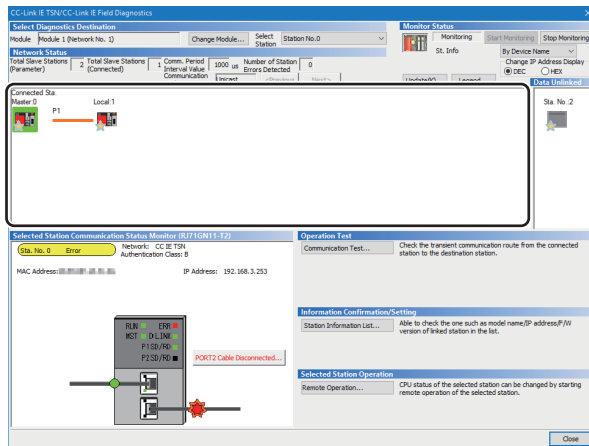 CC-Link IE TSN/CC-Link IE Field Diagnostics
Select Diagnostics Destination
Module Module 1 (Network No. 1) Change Module... Select Station Station No.0
Monitor Status
Monitoring Start Monitoring Stop Monitoring
St. Info By Device Name
Change IP Address Display
DEC HEX
Network Status
Total Slave Stations (Parameter) 2 Total Slave Stations (Connected) 1 Comm. Period Interval Value 1000 us Number of Station Errors Detected 0
Communication Unicast <Previous Next>
Update(K) Legend
Data Unlinked
Connected Sta.
Master:0 Local:1
P1
Sta. No.:2
Selected Station Communication Status Monitor (RJ71GN11-T2)
Sta. No. 0 Error
Network: CC IE TSN
Authentication Class: B
MAC Address:
IP Address: 192.168.3.253
RUN ERR
MST D LINK
P1 SD/RD
P2 SD/RD
PORT2 Cable Disconnected...
Operation Test
Communication Test...
Check the transient communication route from the connected
station to the destination station.
Information Confirmation/Setting
Station Information List...
Able to check the one such as model name/IP address/F/W
version of linked station in the list.
Selected Station Operation
Remote Operation...
CPU status of the selected station can be changed by starting
remote operation of the selected station.
Close